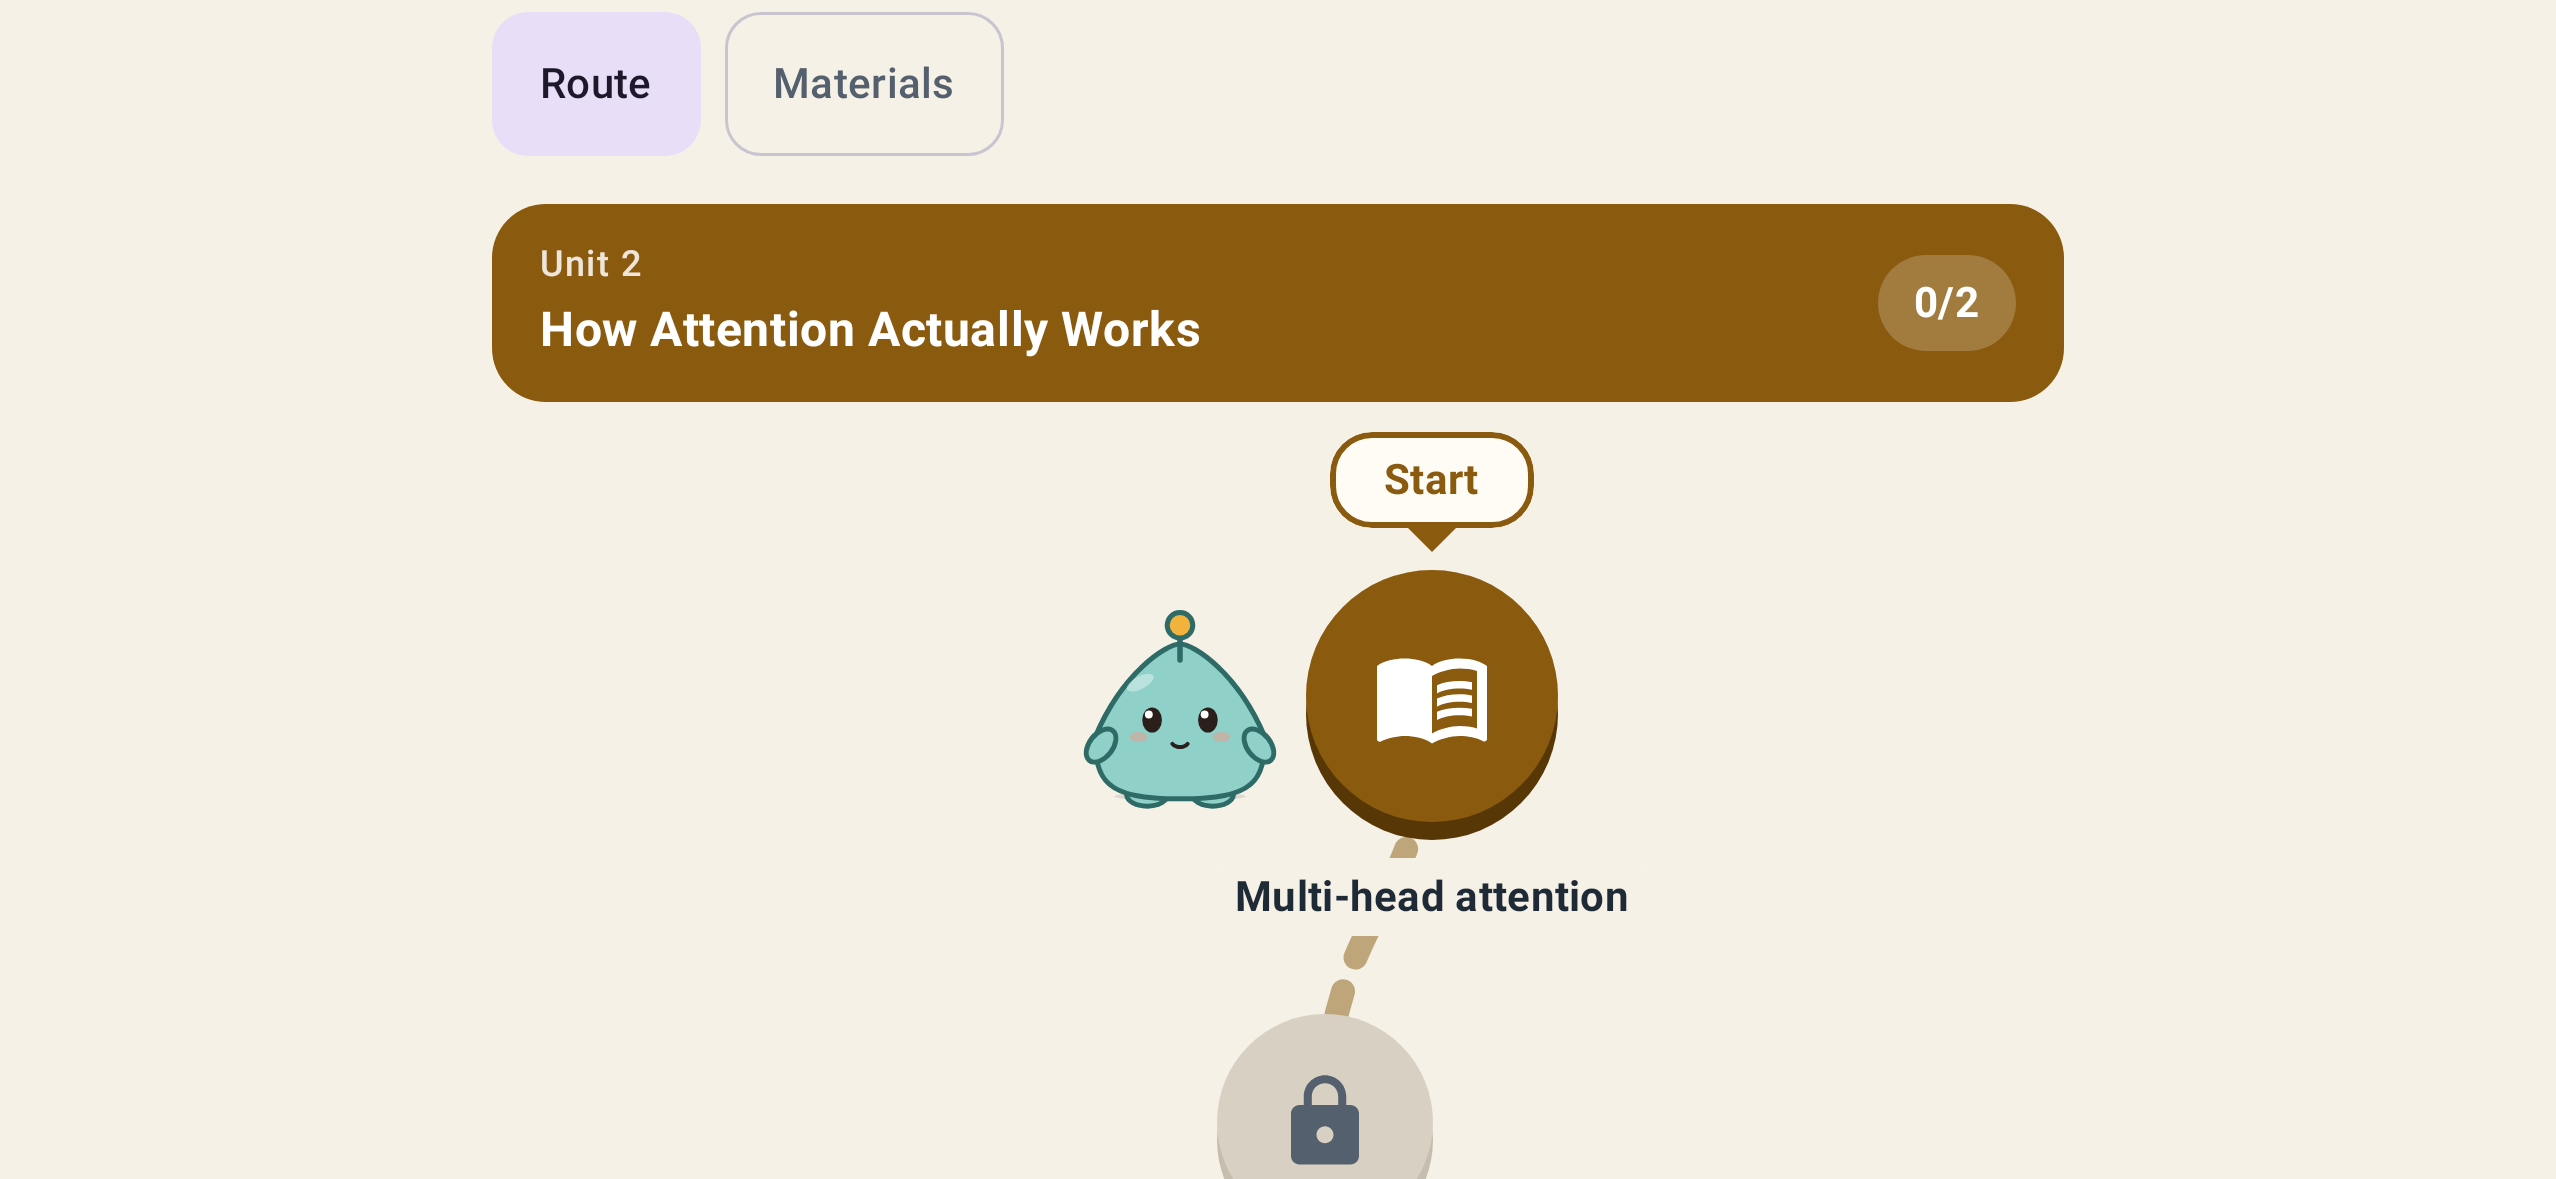 Route
Materials
Unit 2
How Attention Actually Works
0/2
Start
Multi-head attention